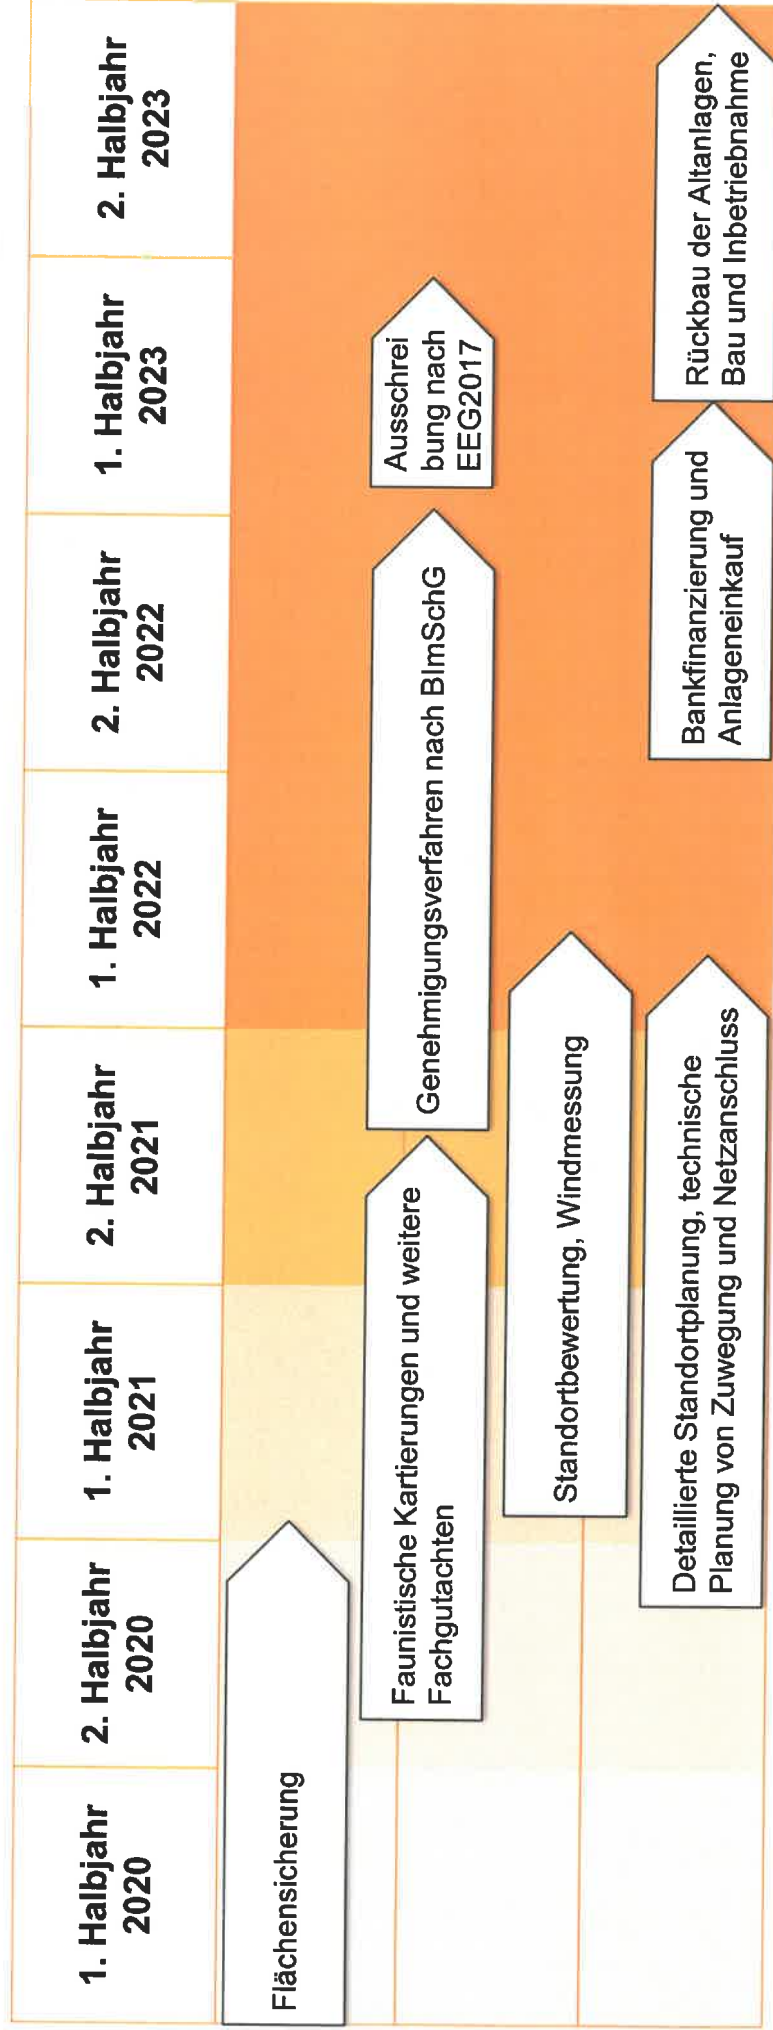 1. Halbjahr
2020
2. Halbjahr
2020
1. Halbjahr
2021
2. Halbjahr
2021
1. Halbjahr
2022
2. Halbjahr
2022
1. Halbjahr
2023
2. Halbjahr
2023
Flächensicherung
Faunistische Kartierungen und weitere
Fachgutachten
Genehmigungsverfahren nach BImSchG
Ausschrei
bung nach
EEG2017
Standortbewertung, Windmessung
Detaillierte Standortplanung, technische
Planung von Zuwegung und Netzanschluss
Bankfinanzierung und
Anlageneinkauf
Rückbau der Altanlagen,
Bau und Inbetriebnahme